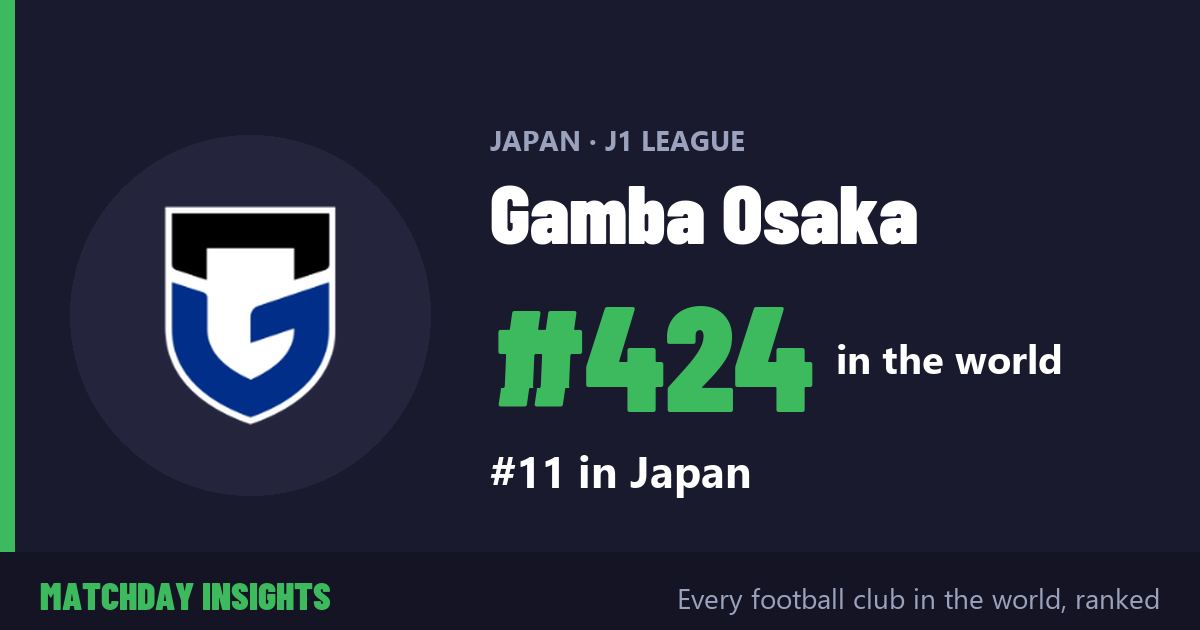 JAPAN · J1 LEAGUE
Gamba Osaka
#424 in the world
#11 in Japan
MATCHDAY INSIGHTS
Every football club in the world, ranked